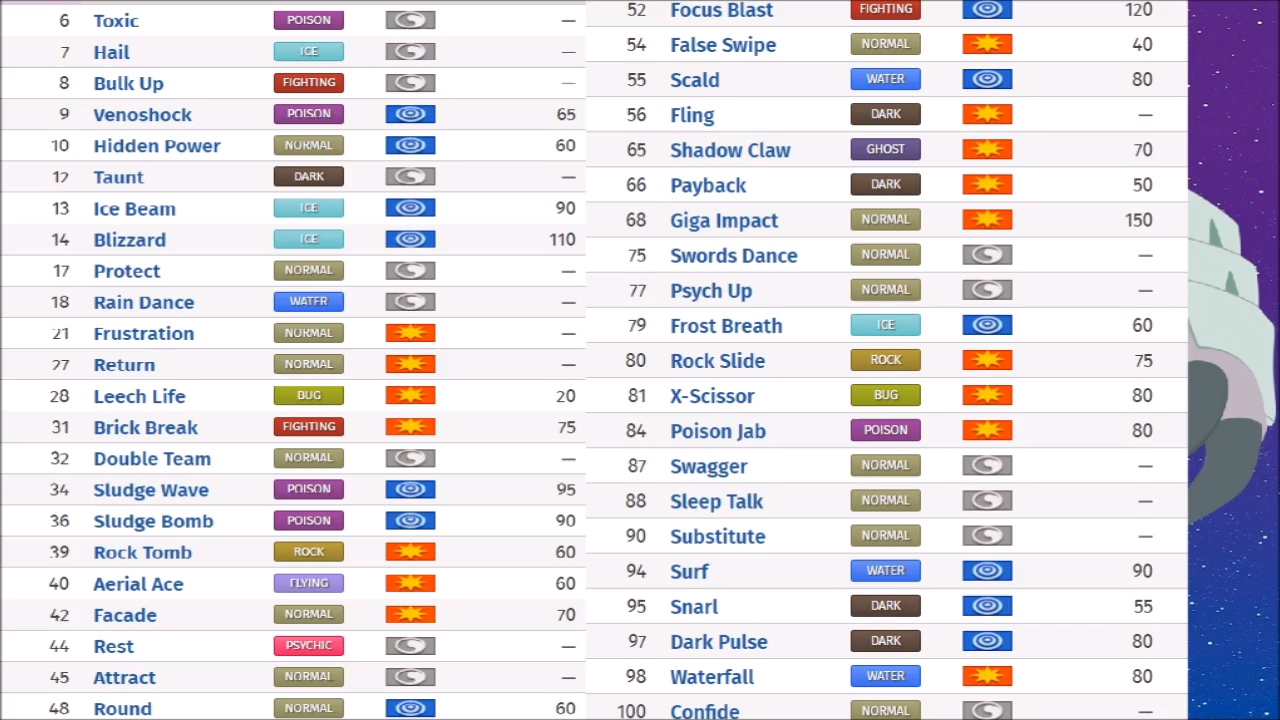 6 Toxic POISON —
7 Hail ICE —
8 Bulk Up FIGHTING —
9 Venoshock POISON 65
10 Hidden Power NORMAL 60
12 Taunt DARK —
13 Ice Beam ICE 90
14 Blizzard ICE 110
17 Protect NORMAL —
18 Rain Dance WATER —
21 Frustration NORMAL —
27 Return NORMAL —
28 Leech Life BUG 20
31 Brick Break FIGHTING 75
32 Double Team NORMAL —
34 Sludge Wave POISON 95
36 Sludge Bomb POISON 90
39 Rock Tomb ROCK 60
40 Aerial Ace FLYING 60
42 Facade NORMAL 70
44 Rest PSYCHIC —
45 Attract NORMAL —
48 Round NORMAL 60
52 Focus Blast FIGHTING 120
54 False Swipe NORMAL 40
55 Scald WATER 80
56 Fling DARK —
65 Shadow Claw GHOST 70
66 Payback DARK 50
68 Giga Impact NORMAL 150
75 Swords Dance NORMAL —
77 Psych Up NORMAL —
79 Frost Breath ICE 60
80 Rock Slide ROCK 75
81 X-Scissor BUG 80
84 Poison Jab POISON 80
87 Swagger NORMAL —
88 Sleep Talk NORMAL —
90 Substitute NORMAL —
94 Surf WATER 90
95 Snarl DARK 55
97 Dark Pulse DARK 80
98 Waterfall WATER 80
100 Confide NORMAL —